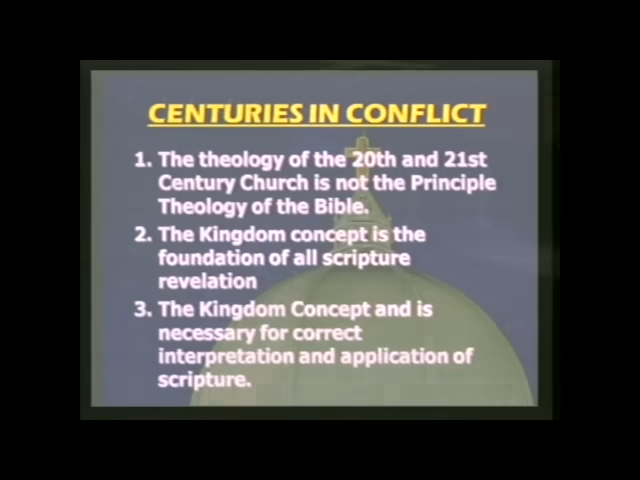 CENTURIES IN CONFLICT
1. The theology of the 20th and 21st
Century Church is not the Principle
Theology of the Bible.
2. The Kingdom concept is the
foundation of all scripture
revelation
3. The Kingdom Concept and is
necessary for correct
interpretation and application of
scripture.